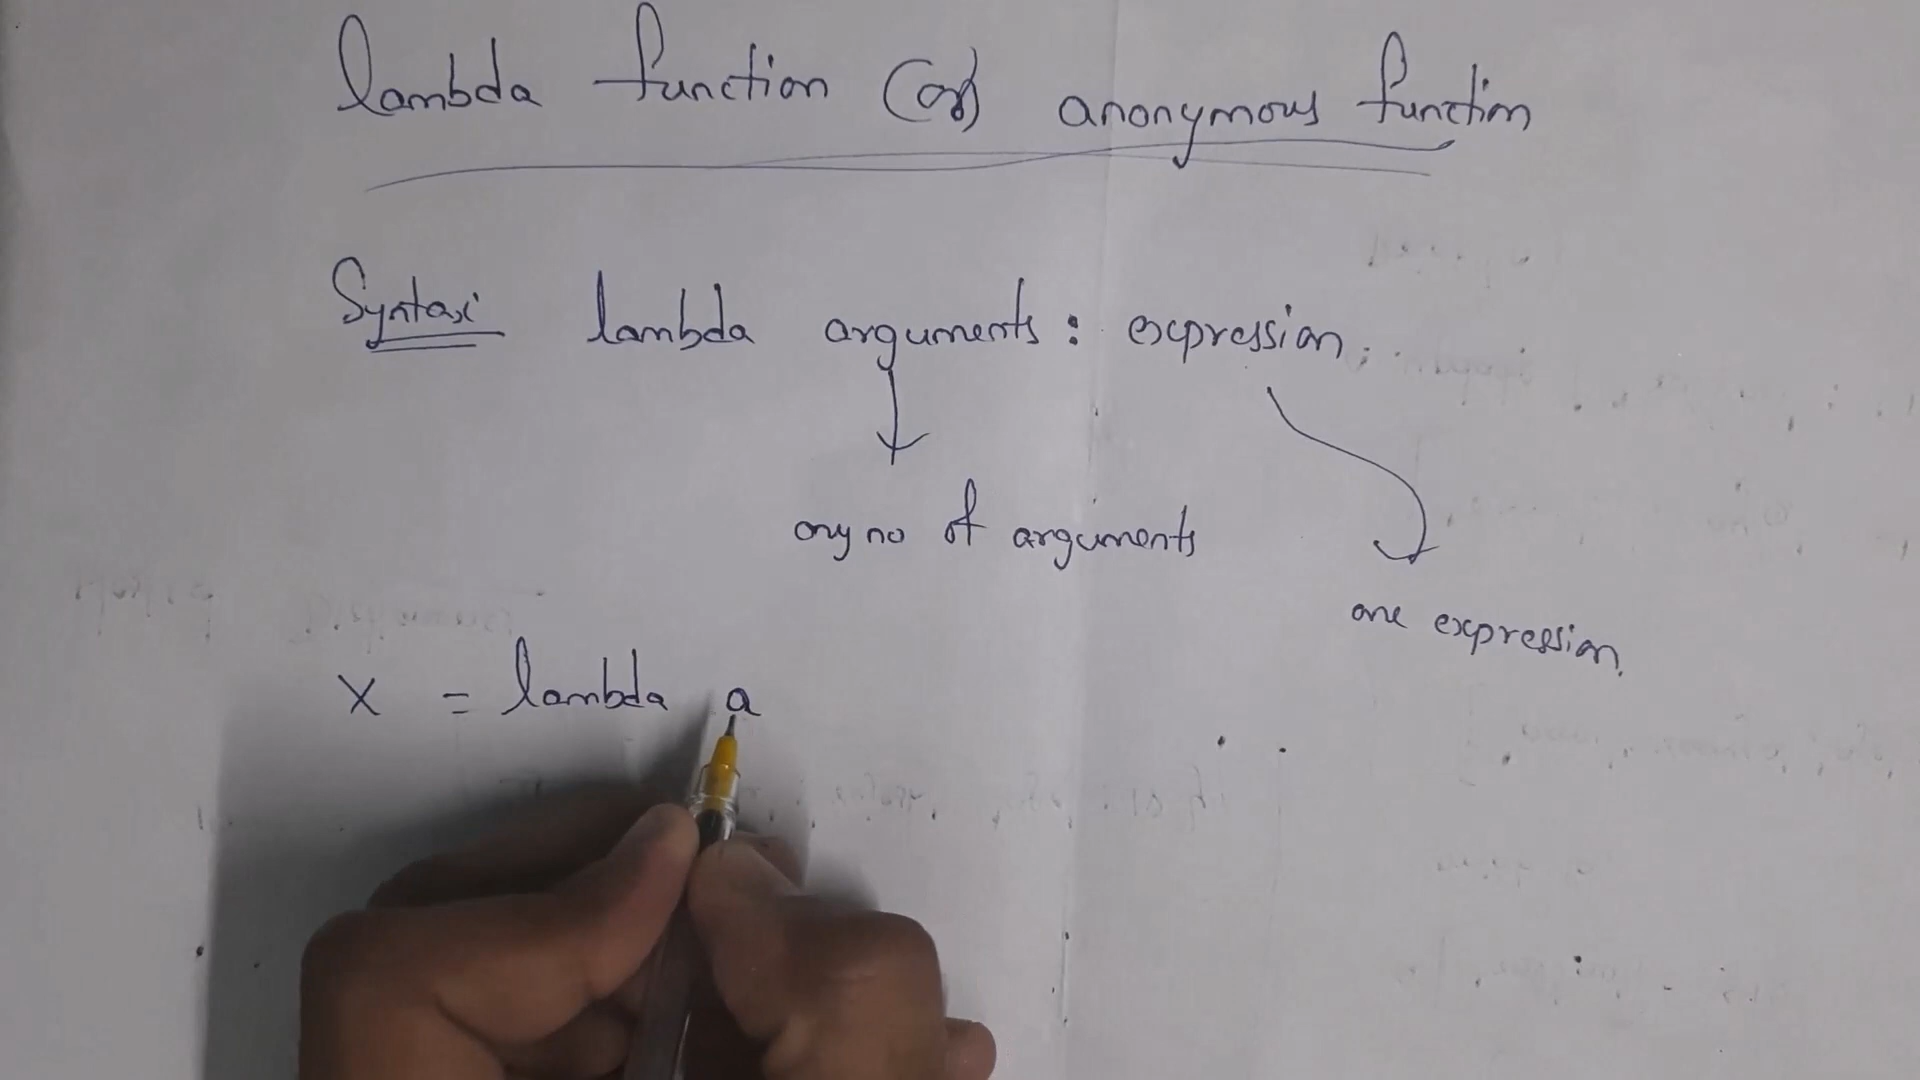 lambda function (or) anonymous function
Syntax: lambda arguments: expression.
any no of arguments
one expression.
X = lambda a